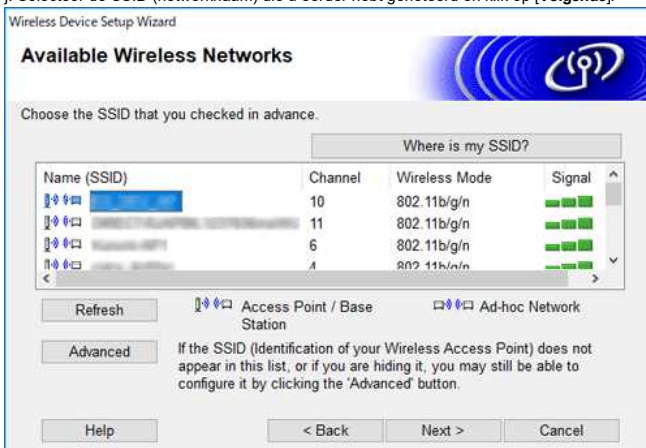 Wireless Device Setup Wizard
Available Wireless Networks
Choose the SSID that you checked in advance.
Where is my SSID?
Name (SSID) Channel Wireless Mode Signal
10 802.11b/g/n
11 802.11b/g/n
6 802.11b/g/n
4 802.11b/g/n
Refresh
Access Point / Base
Station
Ad-hoc Network
Advanced
If the SSID (Identification of your Wireless Access Point) does not
appear in this list, or if you are hiding it, you may still be able to
configure it by clicking the 'Advanced' button.
Help < Back Next > Cancel